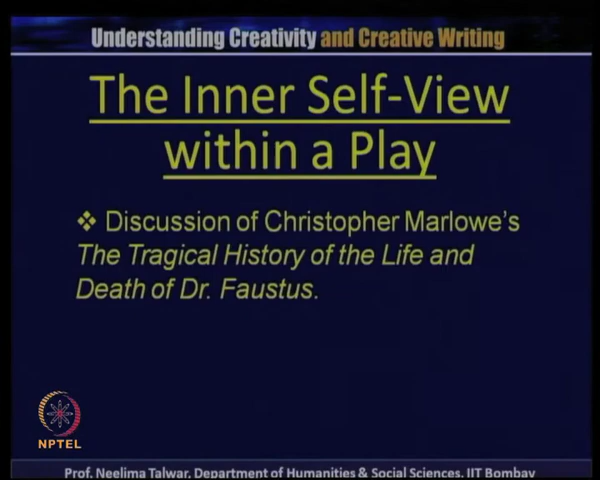 Understanding Creativity and Creative Writing
The Inner Self-View
within a Play
❖ Discussion of Christopher Marlowe's
The Tragical History of the Life and
Death of Dr. Faustus.
NPTEL
Prof. Neelima Talwar, Department of Humanities & Social Sciences, IIT Bombay